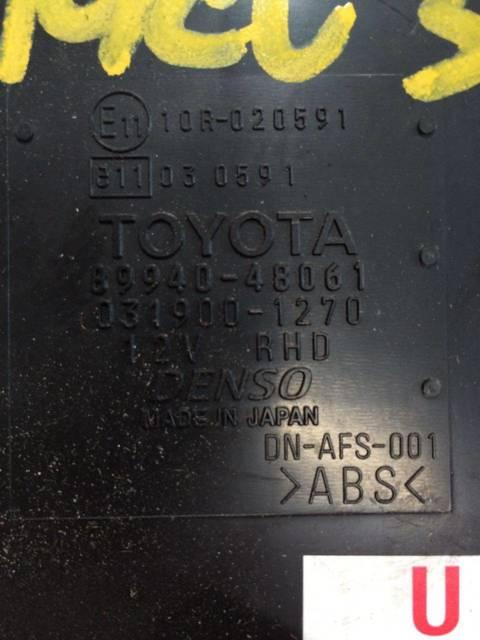 E11 10R-020591
e11 03 0591
TOYOTA
89940-48061
031900-1270
12V RHD
DENSO
MADE IN JAPAN
DN-AFS-001
>ABS<
U